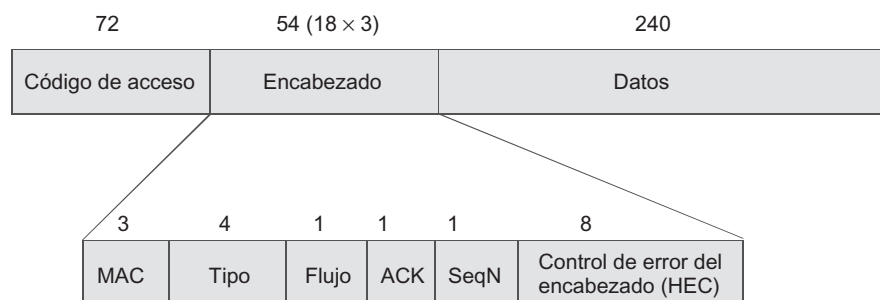 72 54 (18 × 3) 240
Código de acceso Encabezado Datos
3 4 1 1 1 8
MAC Tipo Flujo ACK SeqN Control de error del
encabezado (HEC)